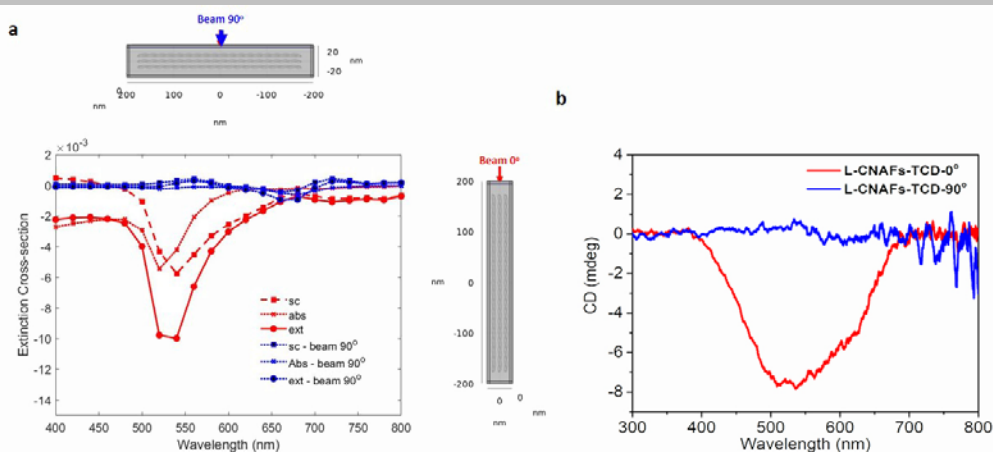 a
Beam 90°
20
-20
nm
0
200
100
0
-100
-200
nm
nm
nm
×10⁻³
2
0
-2
-4
-6
-8
-10
-12
-14
Extinction Cross-section
sc
abs
ext
sc - beam 90°
Abs - beam 90°
ext - beam 90°
400
450
500
550
600
650
700
750
800
Wavelength (nm)
Beam 0°
200
100
0
-100
-200
nm
0
0
nm
nm
b
4
2
0
-2
-4
-6
-8
CD (mdeg)
L-CNAFs-TCD-0°
L-CNAFs-TCD-90°
300
400
500
600
700
800
Wavelength (nm)